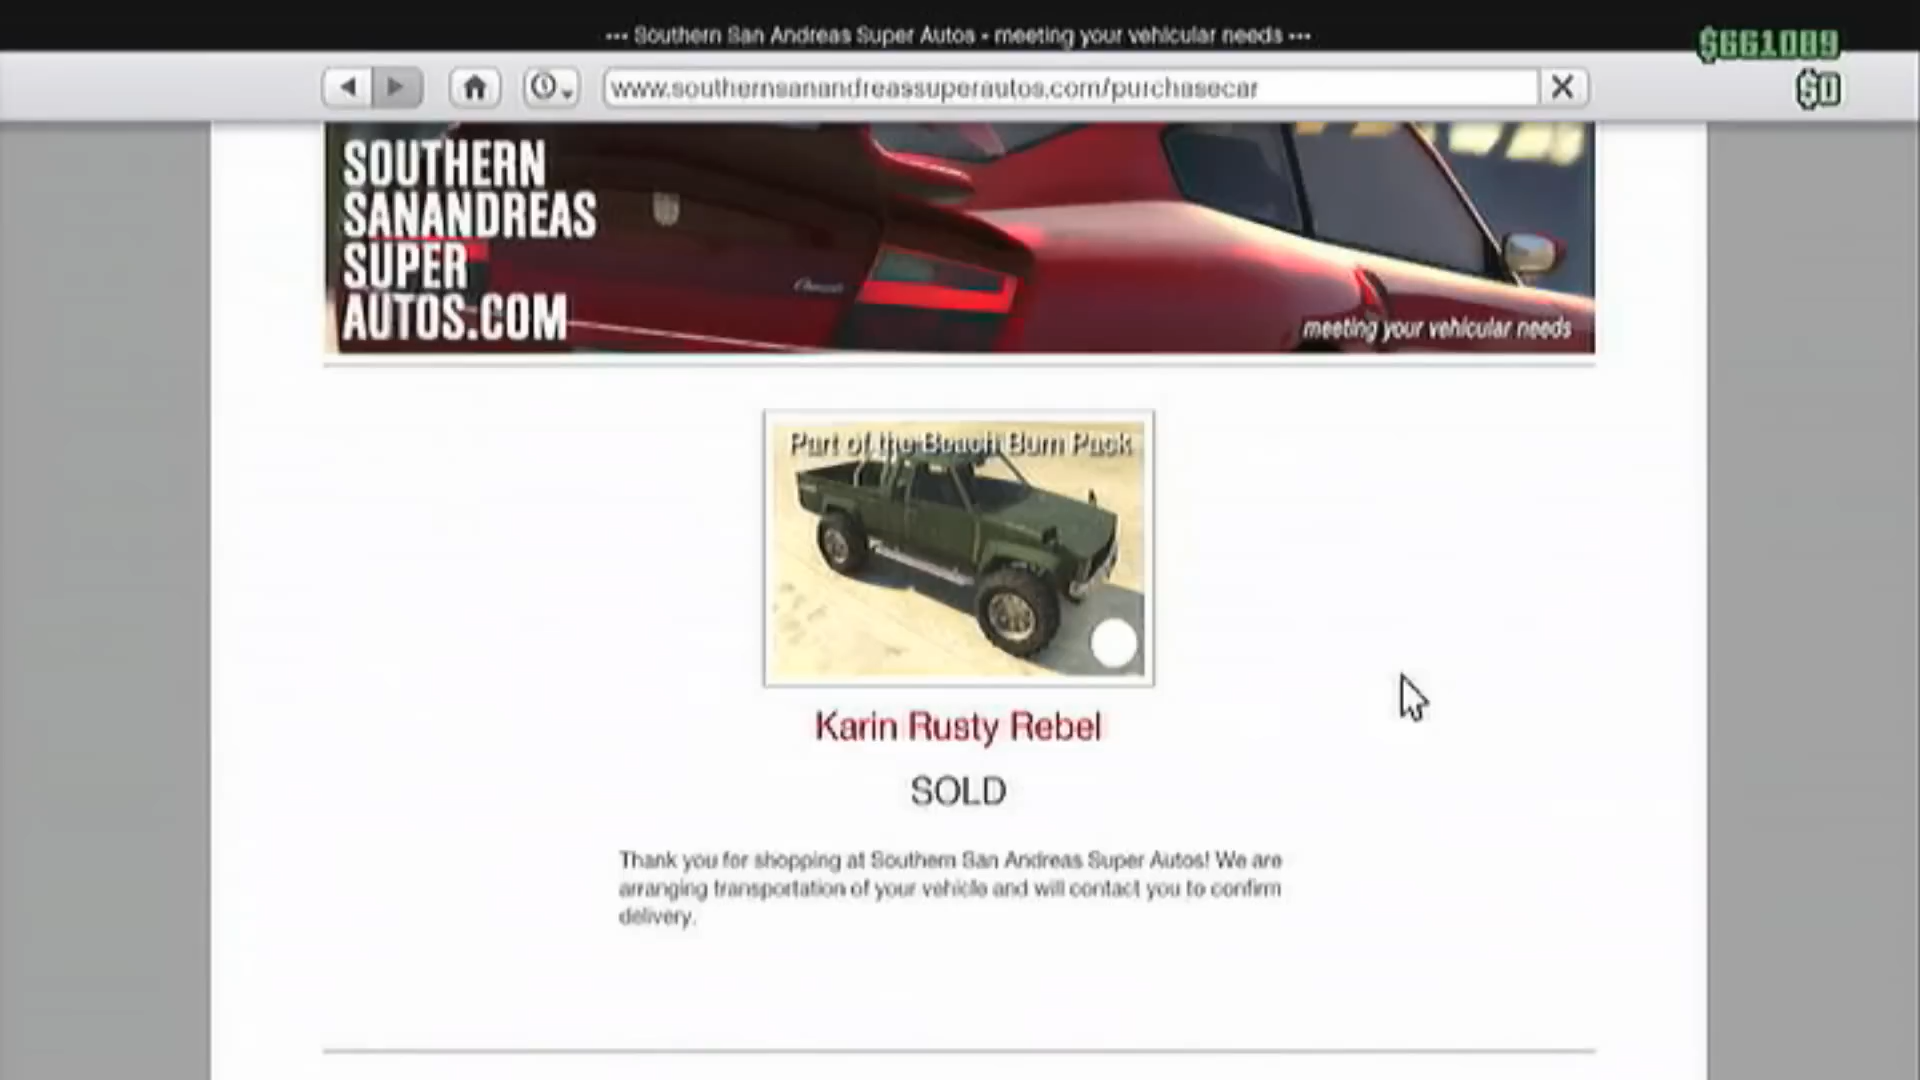 --- Southern San Andreas Super Autos - meeting your vehicular needs ---
$661089
$0
www.southernsanandreassuperautos.com/purchasecar
SOUTHERN
SANANDREAS
SUPER
AUTOS.COM
meeting your vehicular needs
Part of the Beach Bum Pack
Karin Rusty Rebel
SOLD
Thank you for shopping at Southern San Andreas Super Autos! We are
arranging transportation of your vehicle and will contact you to confirm
delivery.